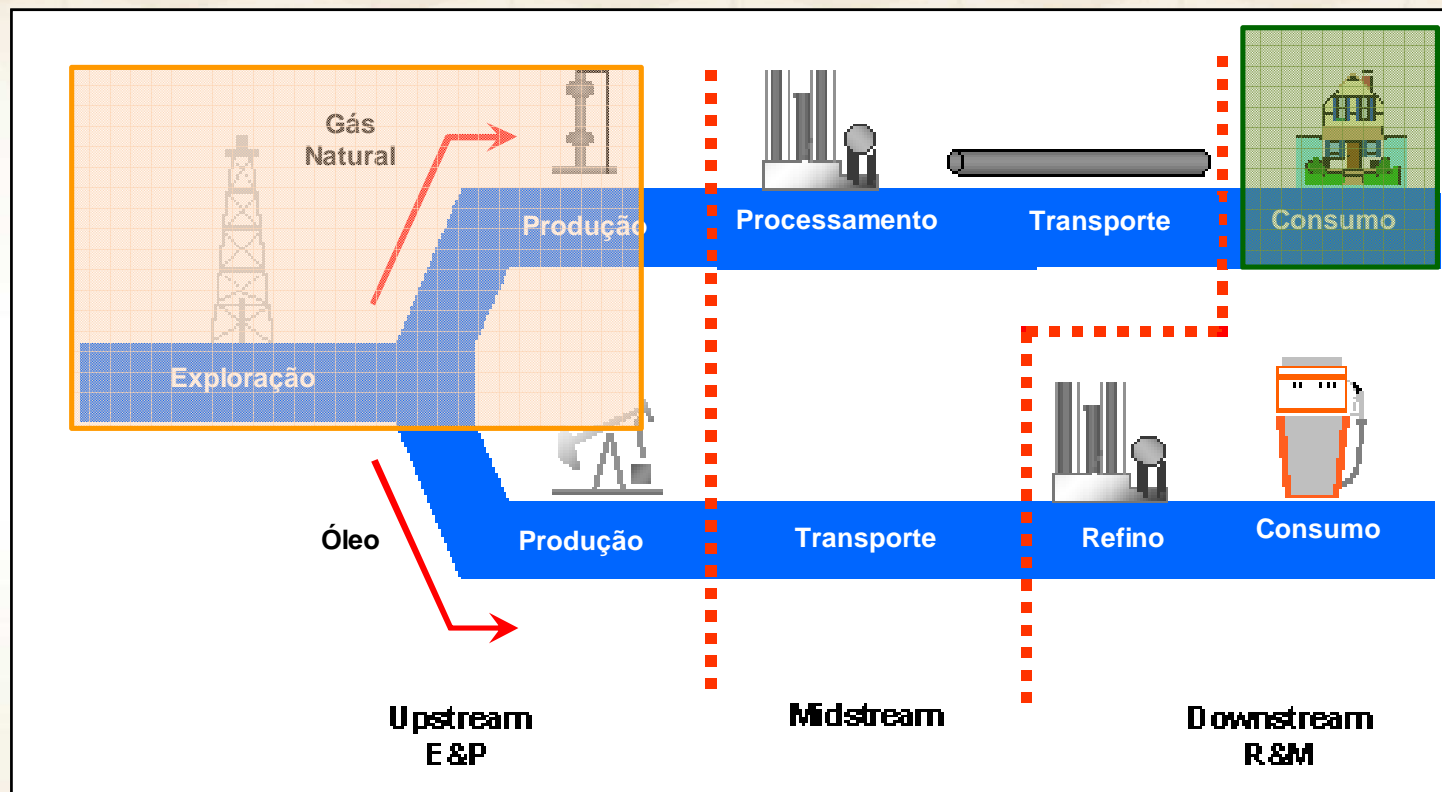 Gás
Natural
Produção
Processamento
Transporte
Consumo
Exploração
Óleo
Produção
Transporte
Refino
Consumo
Upstream
E&P
Midstream
Downstream
R&M